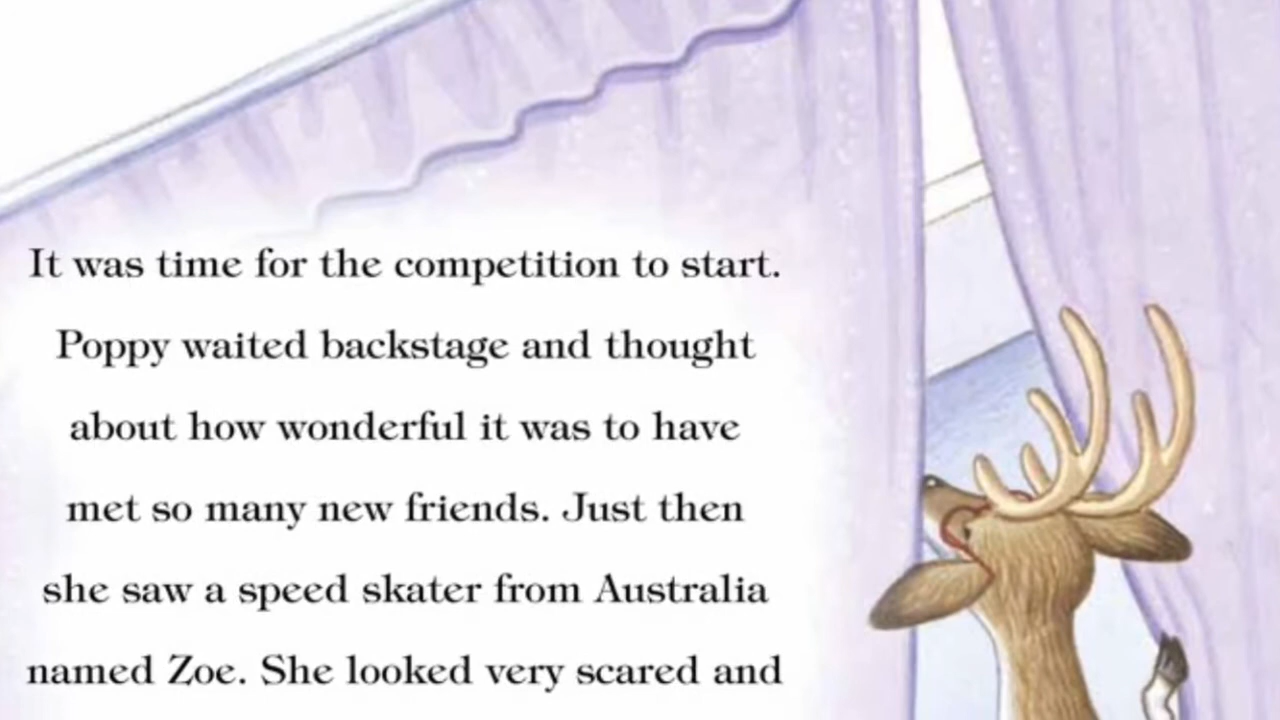 It was time for the competition to start.
Poppy waited backstage and thought
about how wonderful it was to have
met so many new friends. Just then
she saw a speed skater from Australia
named Zoe. She looked very scared and